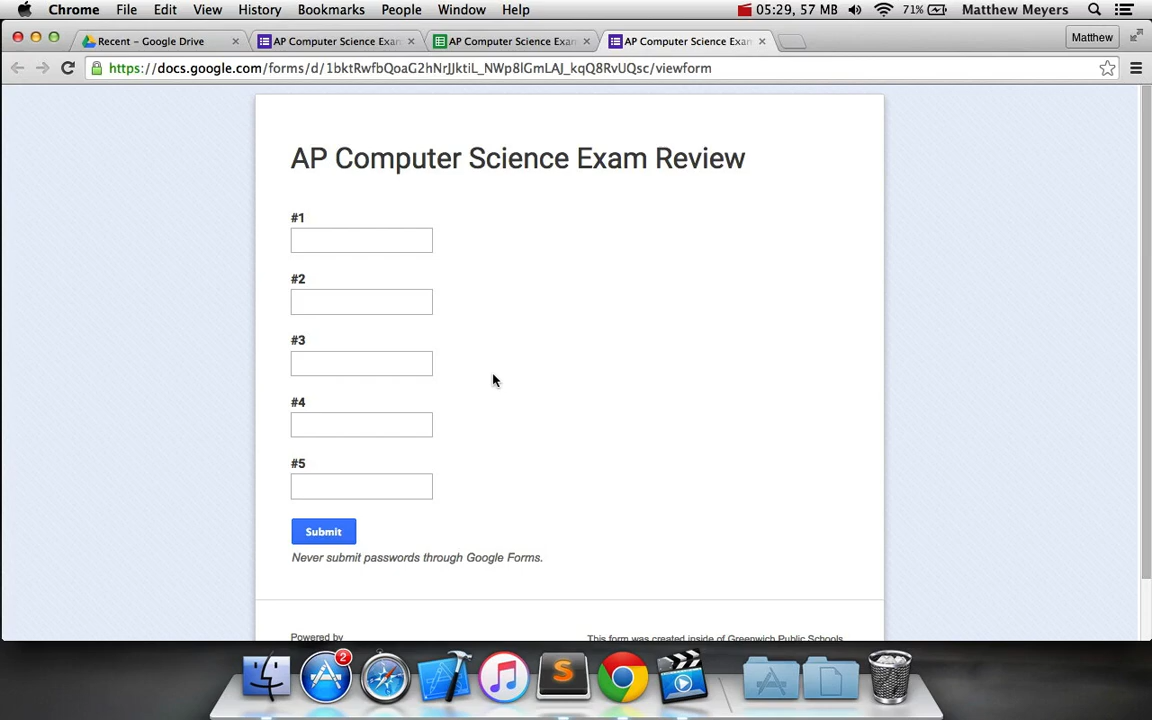 Chrome File Edit View History Bookmarks People Window Help 05:29, 57 MB 71% Matthew Meyers
Recent – Google Drive AP Computer Science Exam AP Computer Science Exam AP Computer Science Exam Matthew
https://docs.google.com/forms/d/1bktRwfbQoaG2hNrJJktiL_NWp8lGmLAJ_kqQ8RvUQsc/viewform
AP Computer Science Exam Review
#1
#2
#3
#4
#5
Submit
Never submit passwords through Google Forms.
Powered by This form was created inside of Greenwich Public Schools.
2
S